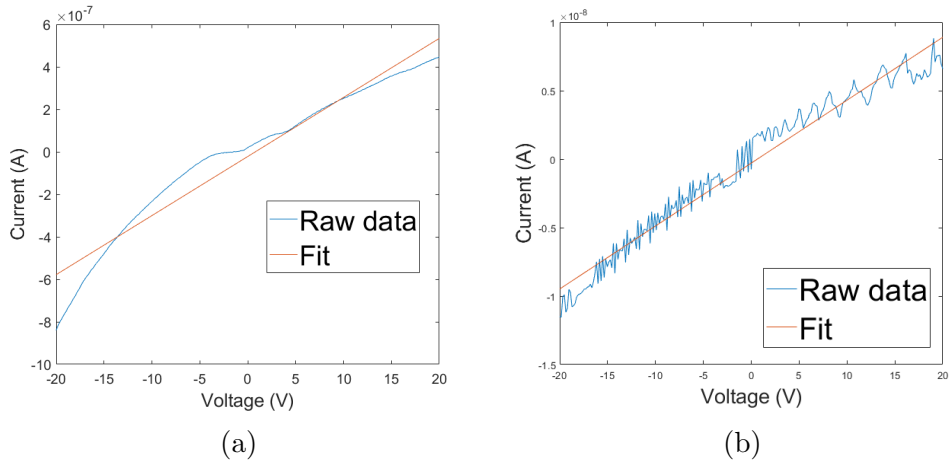 ×10⁻⁷
6
4
2
0
-2
-4
-6
-8
-10
-20 -15 -10 -5 0 5 10 15 20
Current (A)
Voltage (V)
Raw data
Fit
(a)
×10⁻⁸
1
0.5
0
-0.5
-1
-1.5
-20 -15 -10 -5 0 5 10 15 20
Current (A)
Voltage (V)
Raw data
Fit
(b)